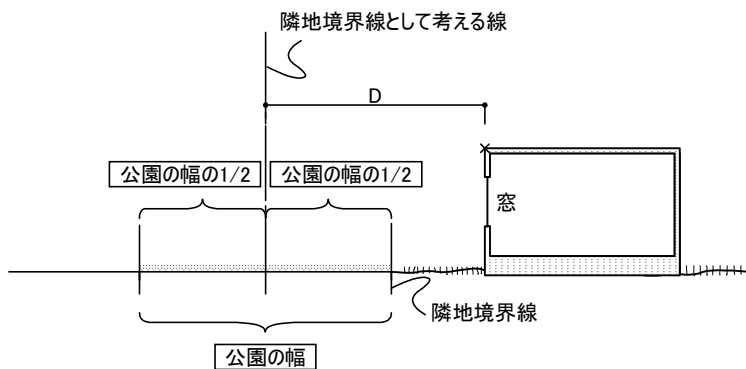 隣地境界線として考える線
D
公園の幅の1/2
公園の幅の1/2
窓
隣地境界線
公園の幅